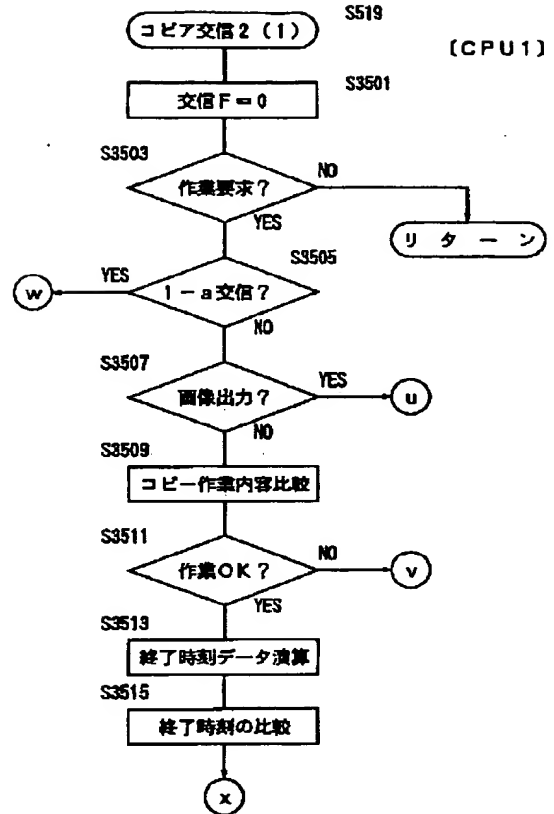 S519
コピア交信2(1)
[CPU1]
S3501
交信F=0
S3503
作業要求?
NO
YES
リターン
S3505
YES
1-a交信?
w
NO
S3507
画像出力?
YES
u
NO
S3509
コピー作業内容比較
S3511
作業OK?
NO
v
YES
S3513
終了時刻データ演算
S3515
終了時刻の比較
x